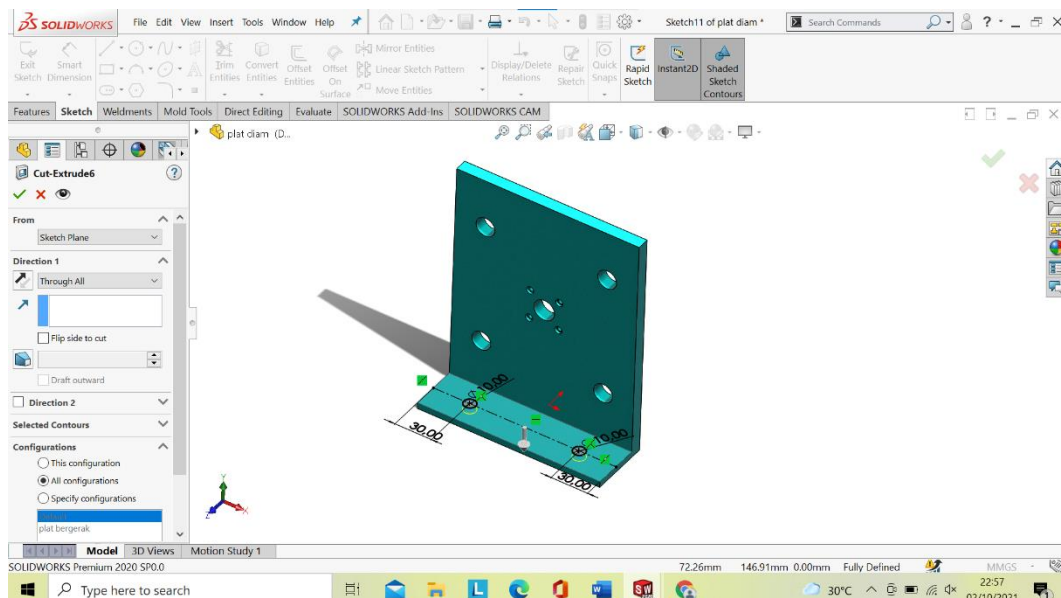 SOLIDWORKS File Edit View Insert Tools Window Help Sketch11 of plat diam * Search Commands ?
Exit Sketch Smart Dimension Trim Entities Convert Entities Offset Entities Offset On Surface Mirror Entities Linear Sketch Pattern Move Entities Display/Delete Relations Repair Sketch Quick Snaps Rapid Sketch Instant2D Shaded Sketch Contours
Features Sketch Weldments Mold Tools Direct Editing Evaluate SOLIDWORKS Add-Ins SOLIDWORKS CAM
plat diam (D...
Cut-Extrude6
From
Sketch Plane
Direction 1
Through All
Flip side to cut
Draft outward
Direction 2
Selected Contours
Configurations
This configuration
All configurations
Specify configurations
plat bergerak
10.00
30.00
10.00
30.00
Y
X
Z
Model 3D Views Motion Study 1
SOLIDWORKS Premium 2020 SP0.0 72.26mm 146.91mm 0.00mm Fully Defined MMGS
Type here to search 30°C 22:57